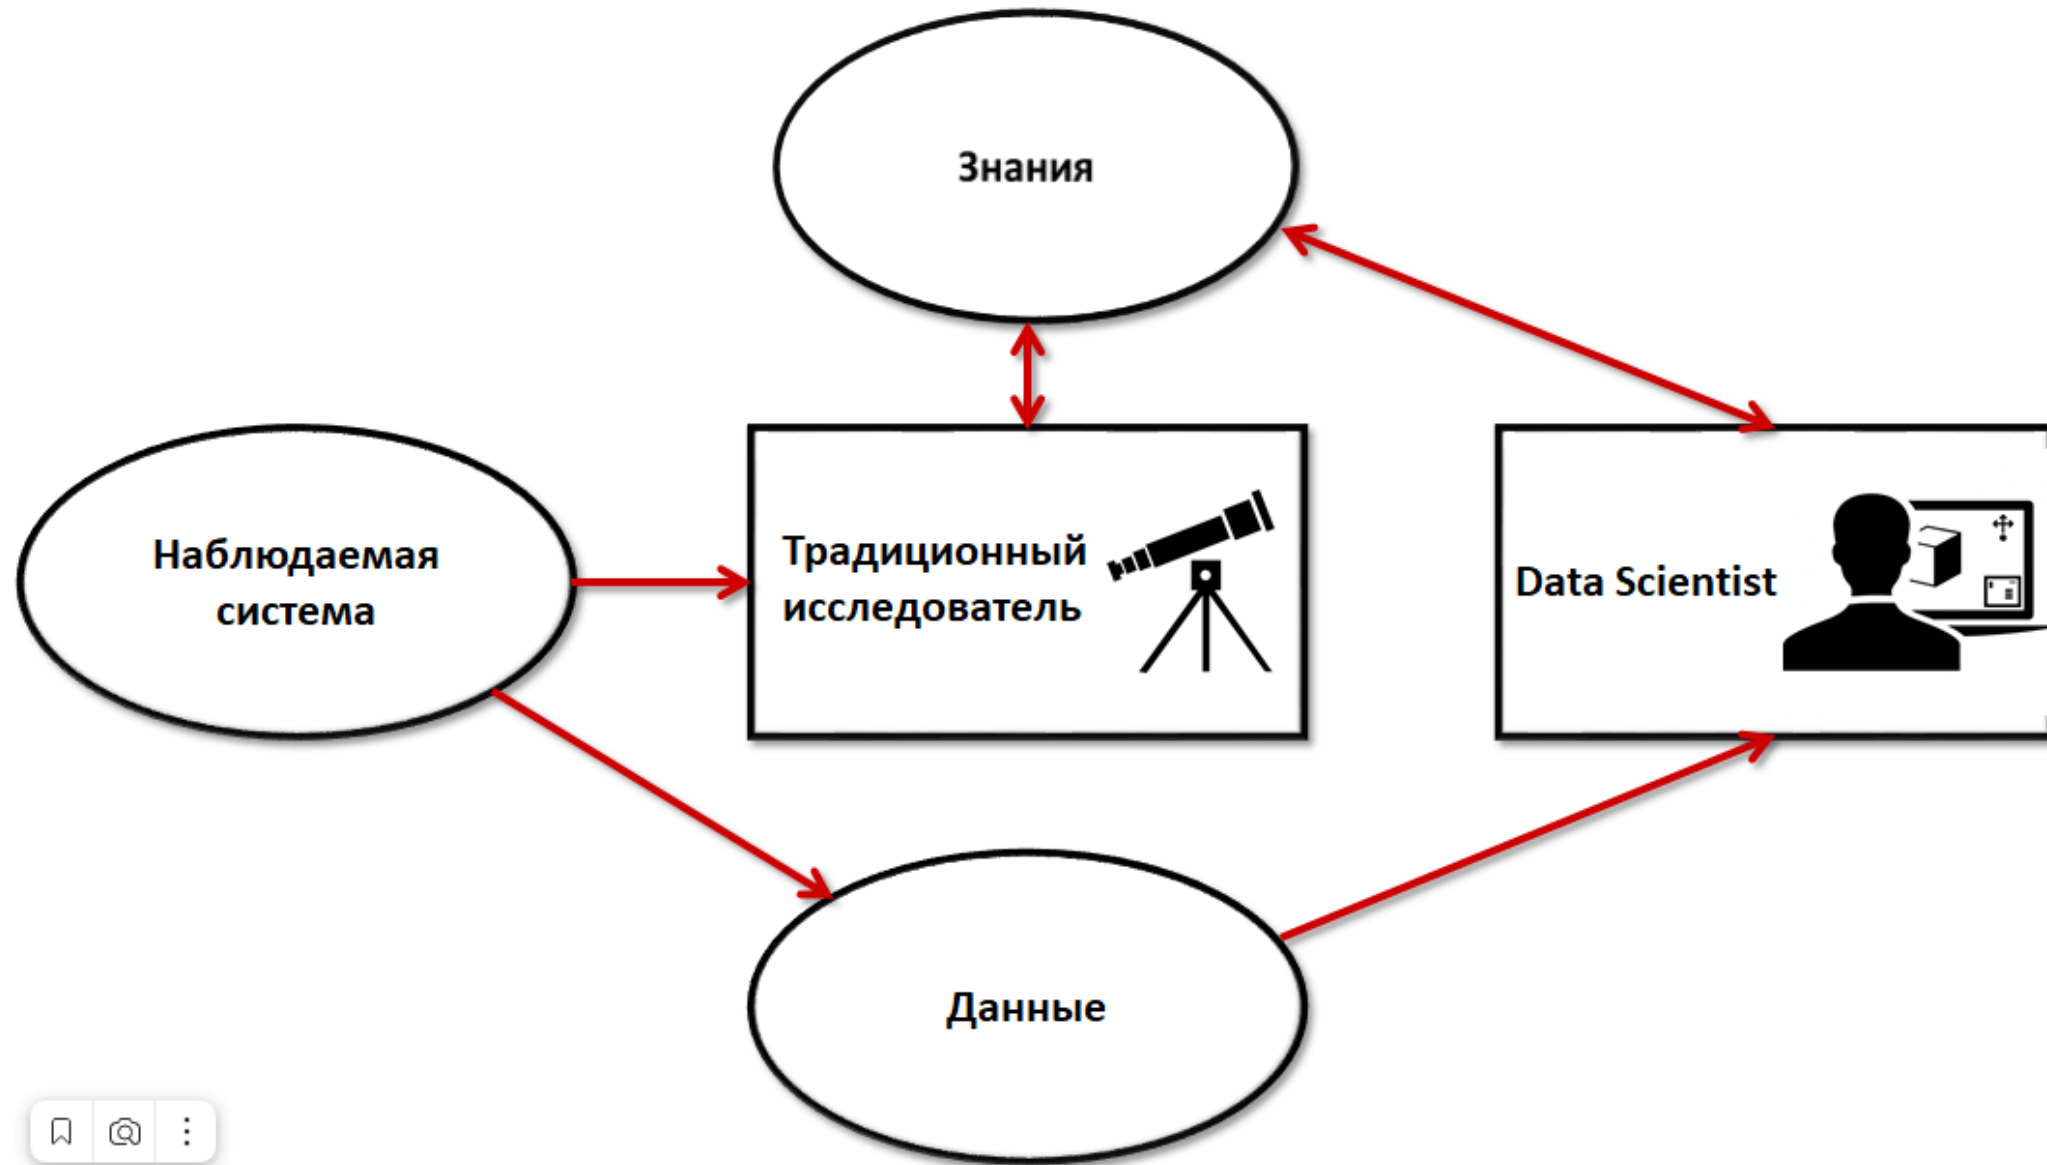 Знания
Наблюдаемая
система
Традиционный
исследователь
Data Scientist
Данные